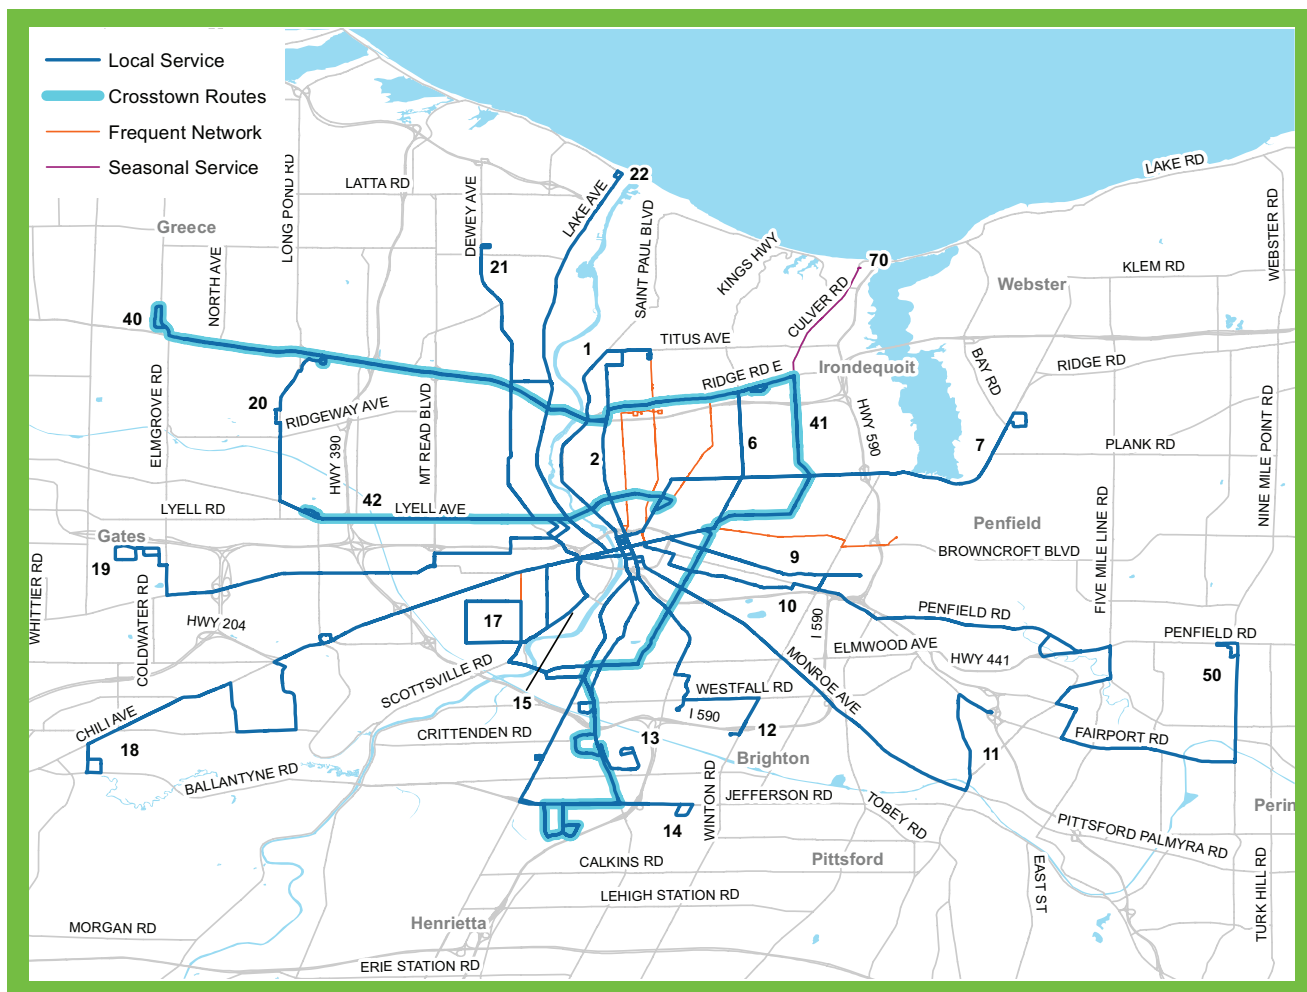 Local Service
Crosstown Routes
Frequent Network
Seasonal Service
LAKE RD
22
LATTA RD
LONG POND RD
DEWEY AVE
LAKE AVE
SAINT PAUL BLVD
WEBSTER RD
Greece
KINGS HWY
70
KLEM RD
21
NORTH AVE
Webster
CULVER RD
40
1
TITUS AVE
BAY RD
RIDGE RD
Irondequoit
RIDGE RD E
20
RIDGEWAY AVE
ELMGROVE RD
MT READ BLVD
41
HWY 590
NINE MILE POINT RD
6
7
PLANK RD
2
HWY 390
42
LYELL RD
LYELL AVE
FIVE MILE LINE RD
Penfield
Gates
BROWNCROFT BLVD
9
19
WHITTIER RD
COLDWATER RD
10
PENFIELD RD
HWY 204
17
I 590
PENFIELD RD
ELMWOOD AVE
HWY 441
SCOTTSVILLE RD
MONROE AVE
50
WESTFALL RD
15
I 590
CHILI AVE
12
CRITTENDEN RD
13
FAIRPORT RD
18
11
Brighton
BALLANTYNE RD
WINTON RD
JEFFERSON RD
TOBEY RD
Perin
14
PITTSFORD PALMYRA RD
CALKINS RD
Pittsford
EAST ST
TURK HILL RD
LEHIGH STATION RD
Henrietta
MORGAN RD
ERIE STATION RD